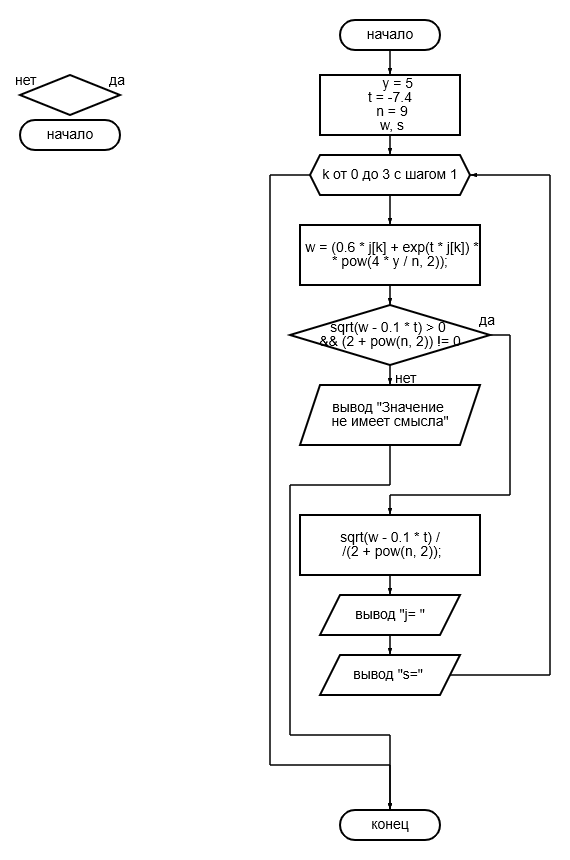 начало
нет
да
начало
y = 5
t = -7.4
n = 9
w, s
k от 0 до 3 с шагом 1
w = (0.6 * j[k] + exp(t * j[k]) *
* pow(4 * y / n, 2));
да
sqrt(w - 0.1 * t) > 0
&& (2 + pow(n, 2)) != 0
нет
вывод "Значение
не имеет смысла"
sqrt(w - 0.1 * t) /
/(2 + pow(n, 2));
вывод "j= "
вывод "s="
конец